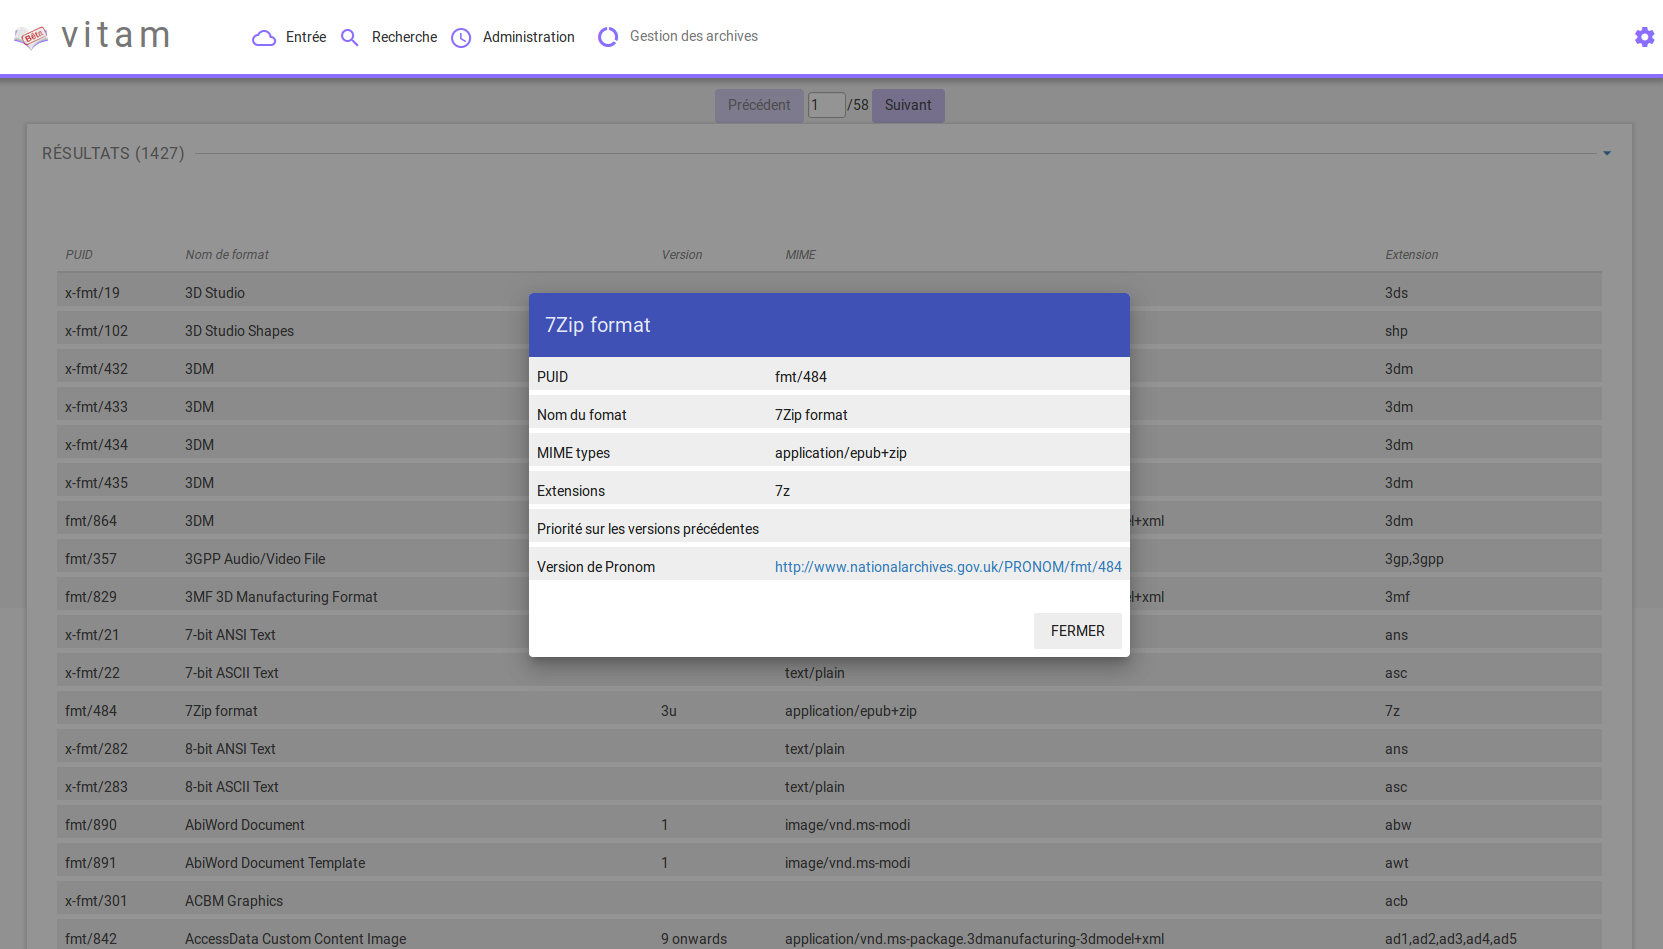 Bêta vitam Entrée Recherche Administration Gestion des archives
Précédent 1 /58 Suivant
RÉSULTATS (1427)
PUID Nom de format Version MIME Extension
x-fmt/19 3D Studio 3ds
x-fmt/102 3D Studio Shapes shp
x-fmt/432 3DM 3dm
x-fmt/433 3DM 3dm
x-fmt/434 3DM 3dm
x-fmt/435 3DM 3dm
fmt/864 3DM l+xml 3dm
fmt/357 3GPP Audio/Video File 3gp,3gpp
fmt/829 3MF 3D Manufacturing Format l+xml 3mf
x-fmt/21 7-bit ANSI Text ans
x-fmt/22 7-bit ASCII Text text/plain asc
fmt/484 7Zip format 3u application/epub+zip 7z
x-fmt/282 8-bit ANSI Text text/plain ans
x-fmt/283 8-bit ASCII Text text/plain asc
fmt/890 AbiWord Document 1 image/vnd.ms-modi abw
fmt/891 AbiWord Document Template 1 image/vnd.ms-modi awt
x-fmt/301 ACBM Graphics acb
fmt/842 AccessData Custom Content Image 9 onwards application/vnd.ms-package.3dmanufacturing-3dmodel+xml ad1,ad2,ad3,ad4,ad5
7Zip format
PUID fmt/484
Nom du fomat 7Zip format
MIME types application/epub+zip
Extensions 7z
Priorité sur les versions précédentes
Version de Pronom http://www.nationalarchives.gov.uk/PRONOM/fmt/484
FERMER